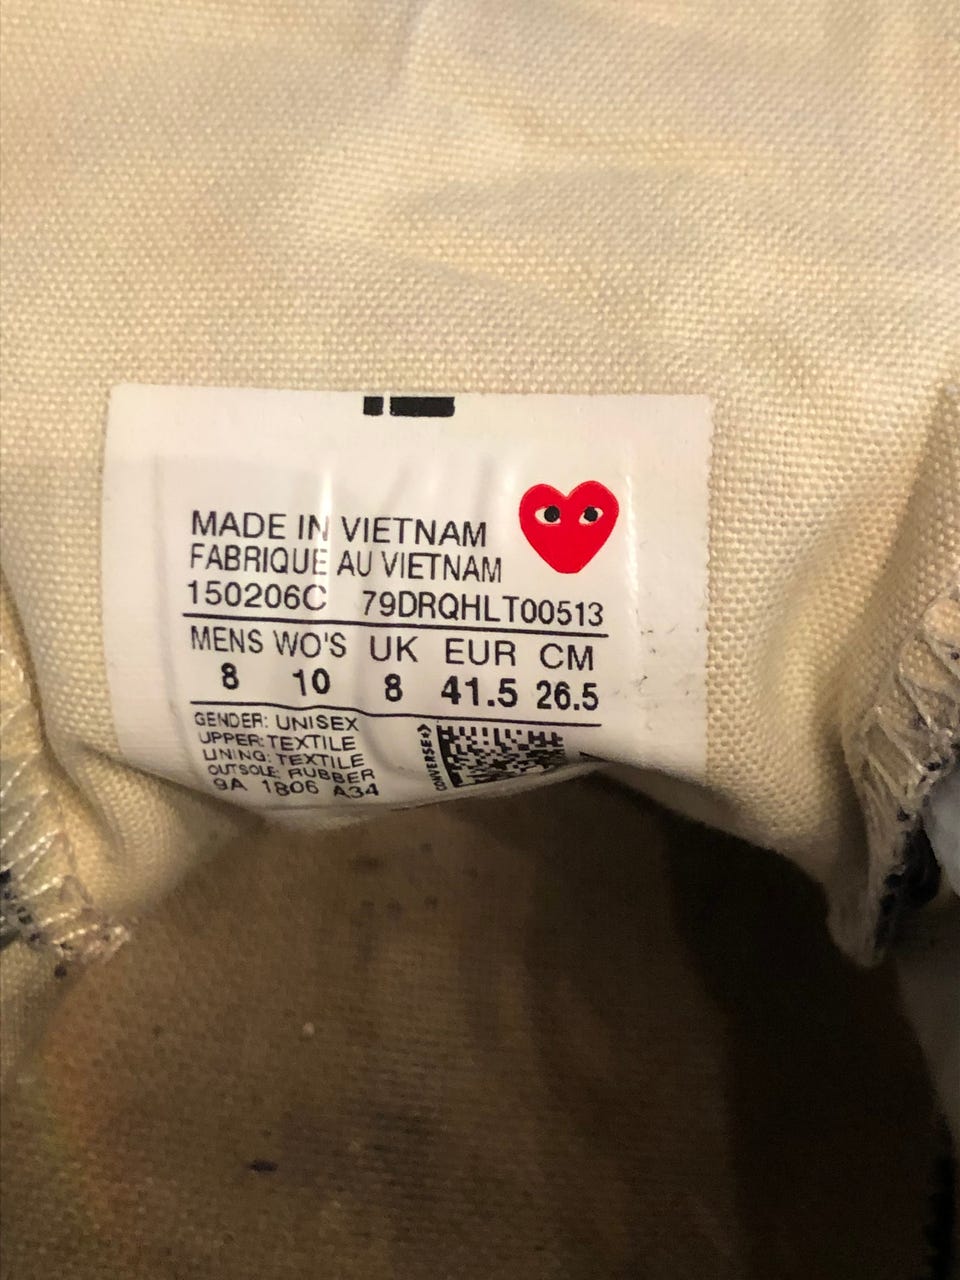 MADE IN VIETNAM
FABRIQUE AU VIETNAM
150206C 79DRQHLT00513
MENS WO'S UK EUR CM
8 10 8 41.5 26.5
GENDER: UNISEX
UPPER: TEXTILE
LINING: TEXTILE
OUTSOLE: RUBBER
9A 1806 A34
CONVERSE